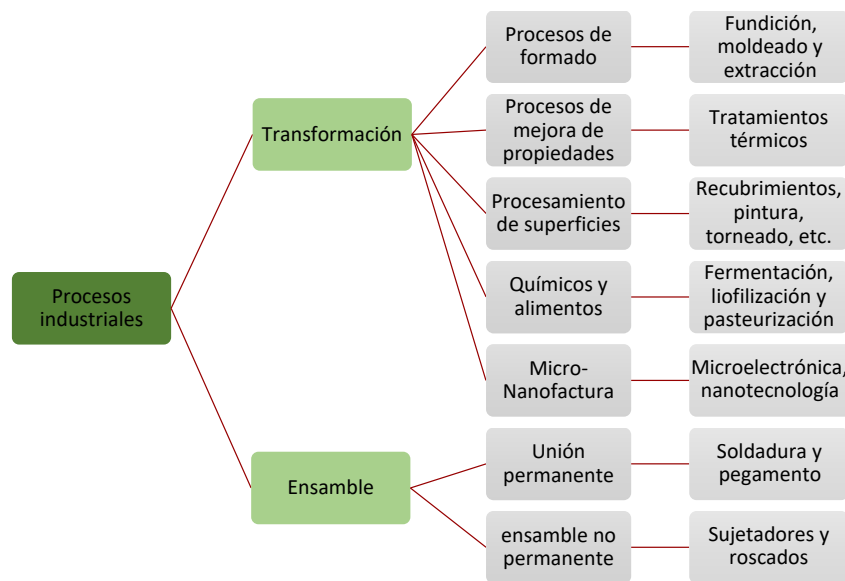 Procesos
industriales
Transformación
Procesos de
formado
Fundición,
moldeado y
extracción
Procesos de
mejora de
propiedades
Tratamientos
térmicos
Procesamiento
de superficies
Recubrimientos,
pintura,
torneado, etc.
Químicos y
alimentos
Fermentación,
liofilización y
pasteurización
Micro-
Nanofactura
Microelectrónica,
nanotecnología
Ensamble
Unión
permanente
Soldadura y
pegamento
ensamble no
permanente
Sujetadores y
roscados